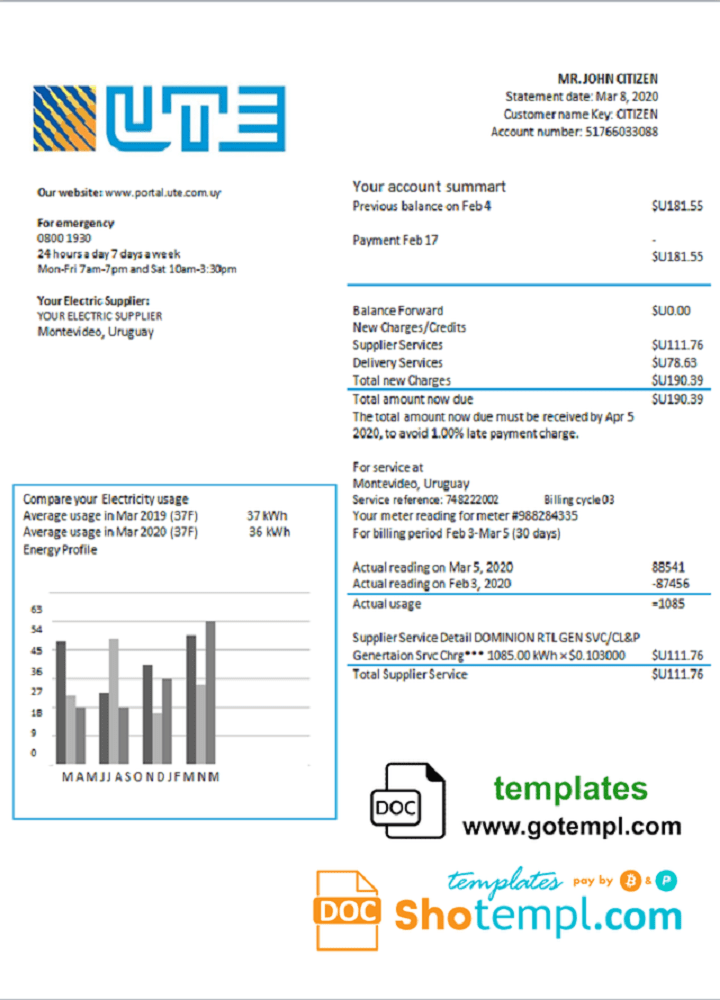 UTE
MR. JOHN CITIZEN
Statement date: Mar 8, 2020
Customer name Key: CITIZEN
Account number: 51766033088
Our website: www.portal.ute.com.uy
For emergency
0800 1930
24 hours a day 7 days a week
Mon-Fri 7am-7pm and Sat 10am-3:30pm
Your Electric Supplier:
YOUR ELECTRIC SUPPLIER
Montevideo, Uruguay
Your account summart
Previous balance on Feb 4 $U181.55
Payment Feb 17 -
$U181.55
Balance Forward $U0.00
New Charges/Credits
Supplier Services $U111.76
Delivery Services $U78.63
Total new Charges $U190.39
Total amount now due $U190.39
The total amount now due must be received by Apr 5
2020, to avoid 1.00% late payment charge.
For service at
Montevideo, Uruguay
Service reference: 748222002 Billing cycle 03
Your meter reading for meter #988284335
For billing period Feb 3-Mar 5 (30 days)
Actual reading on Mar 5, 2020 88541
Actual reading on Feb 3, 2020 -87456
Actual usage =1085
Supplier Service Detail DOMINION RTL GEN SVC/CL&P
Genertaion Srvc Chrg*** 1085.00 kWh × $0.103000 $U111.76
Total Supplier Service $U111.76
Compare your Electricity usage
Average usage in Mar 2019 (37F) 37 kWh
Average usage in Mar 2020 (37F) 36 kWh
Energy Profile
63
54
45
36
27
18
9
0
M A M J J A S O N D J F M N M
DOC
templates
www.gotempl.com
DOC
templates pay by B & P
Shotempl.com